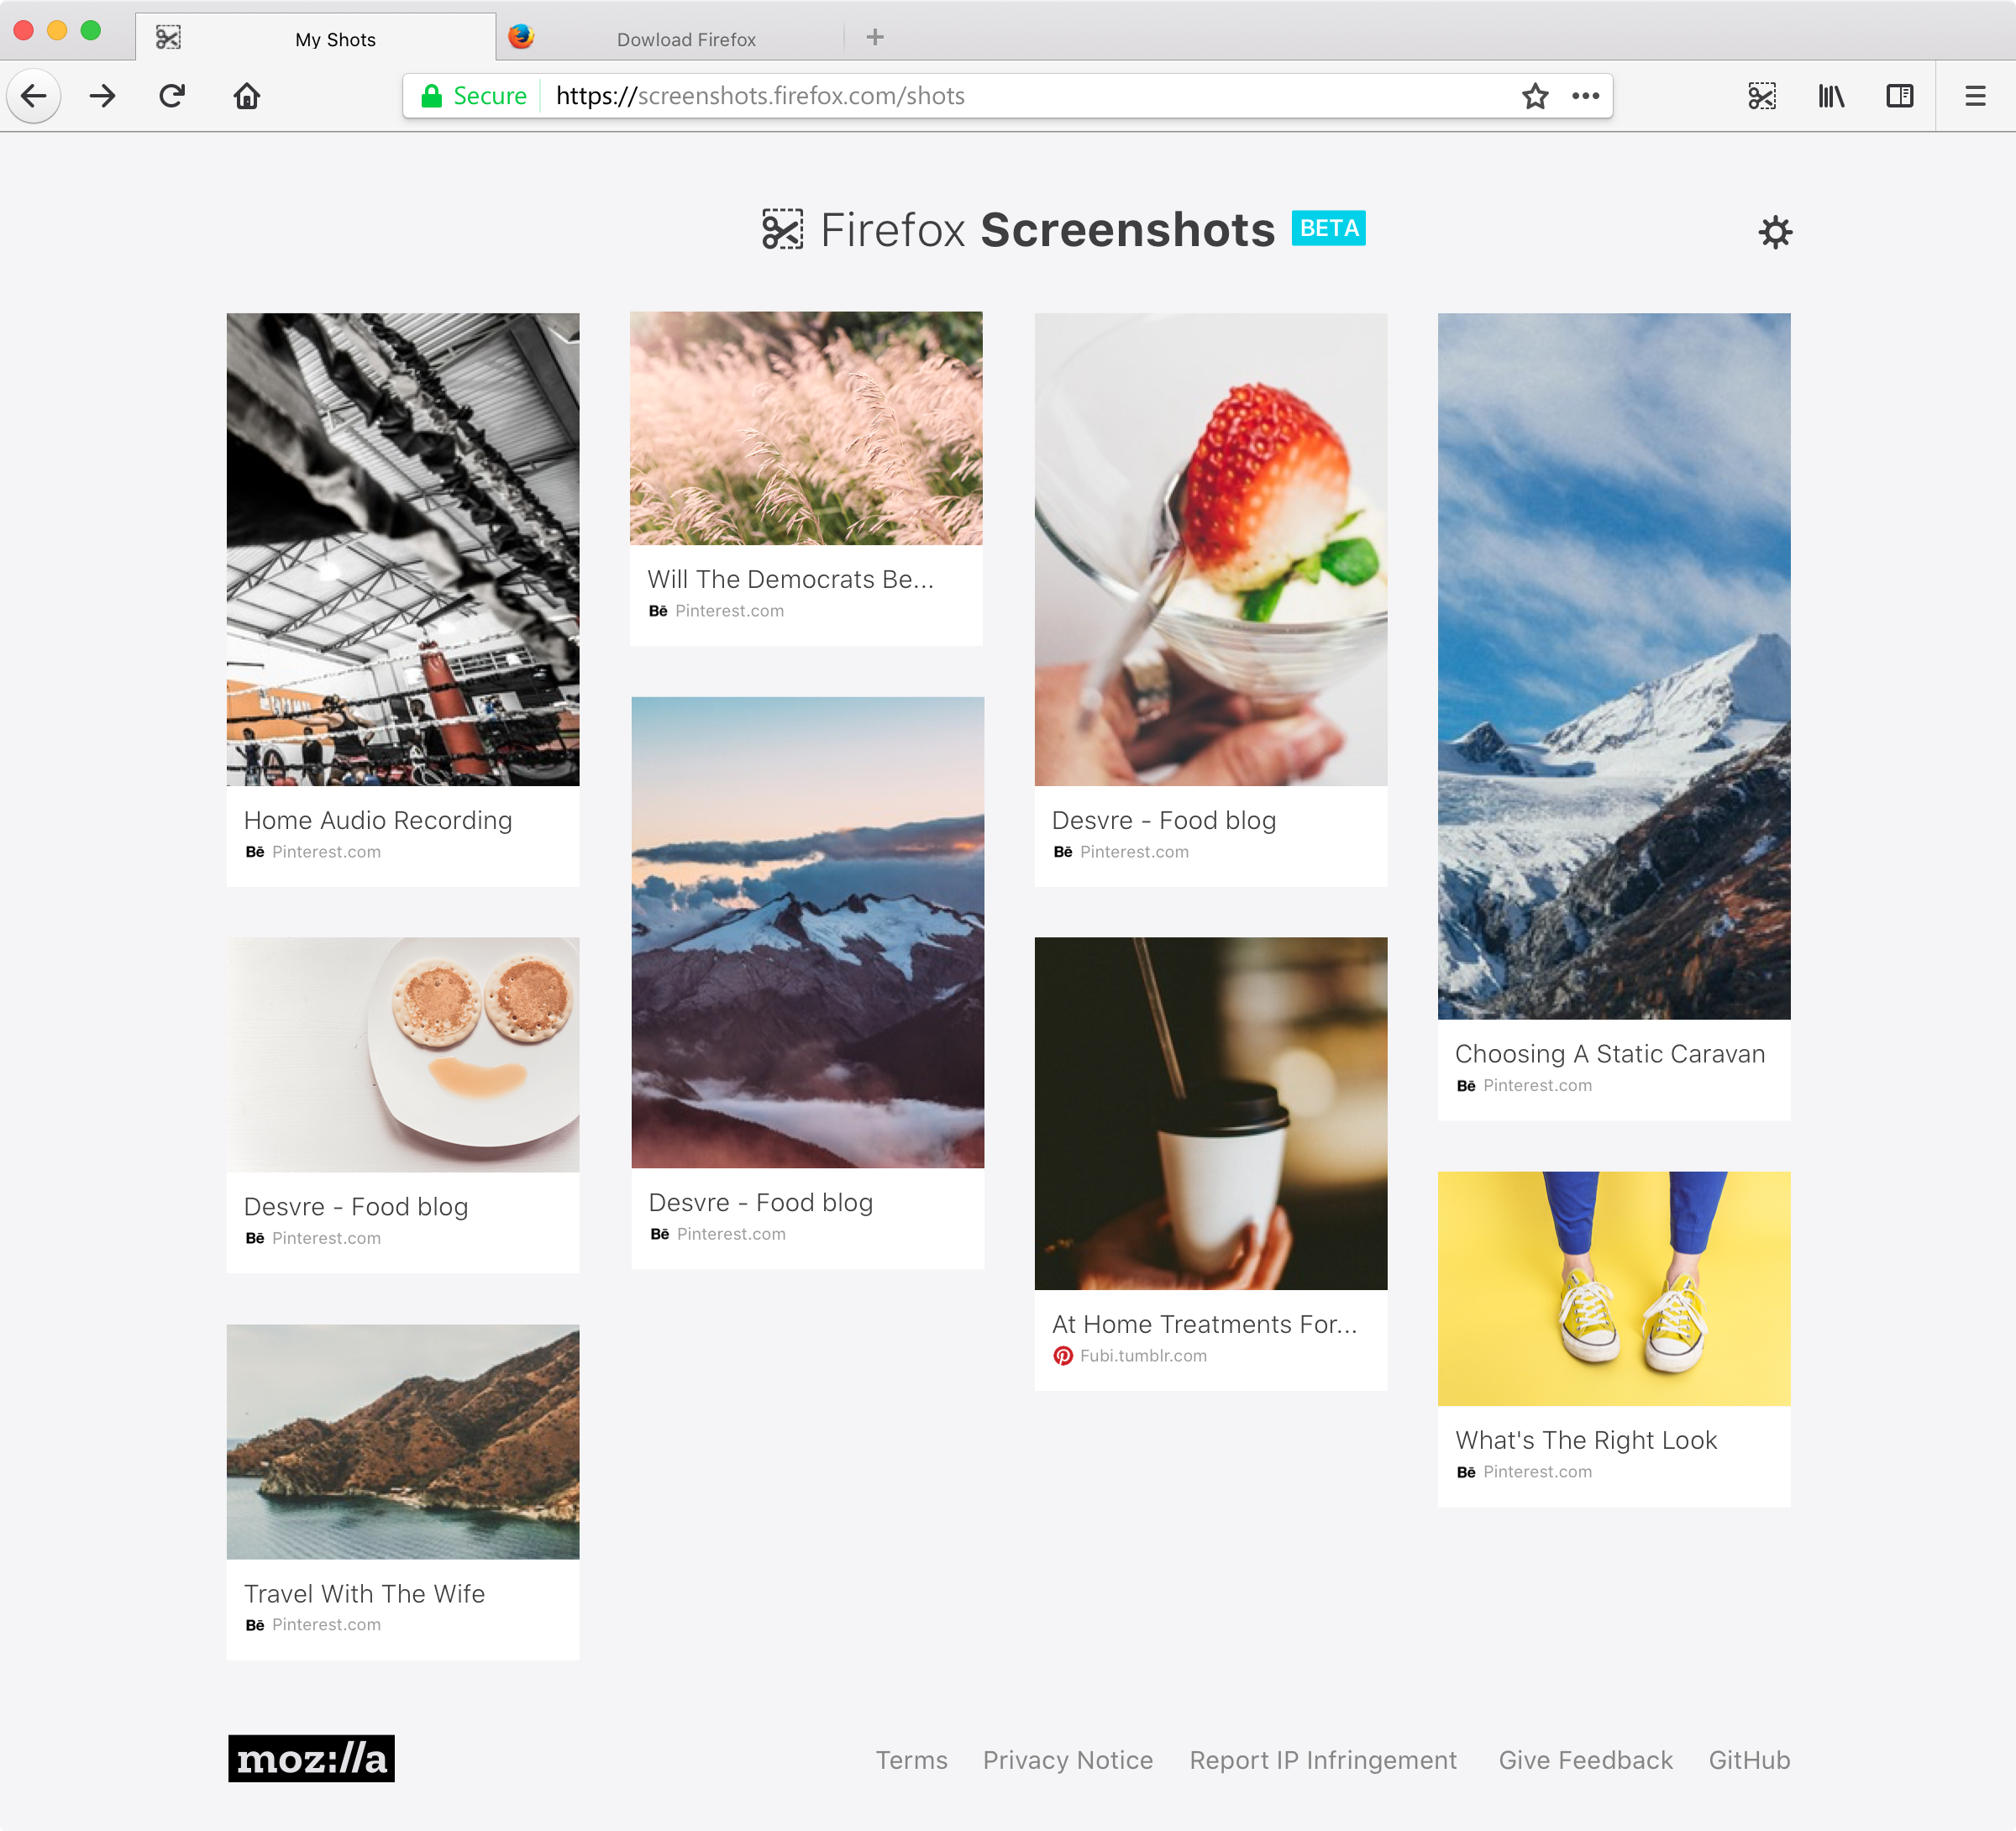 My Shots
Dowload Firefox
Secure
https://screenshots.firefox.com/shots
Firefox Screenshots BETA
Home Audio Recording
Bē Pinterest.com
Desvre - Food blog
Bē Pinterest.com
Travel With The Wife
Bē Pinterest.com
Will The Democrats Be...
Bē Pinterest.com
Desvre - Food blog
Bē Pinterest.com
Desvre - Food blog
Bē Pinterest.com
At Home Treatments For...
Fubi.tumblr.com
Choosing A Static Caravan
Bē Pinterest.com
What's The Right Look
Bē Pinterest.com
moz://a
Terms
Privacy Notice
Report IP Infringement
Give Feedback
GitHub